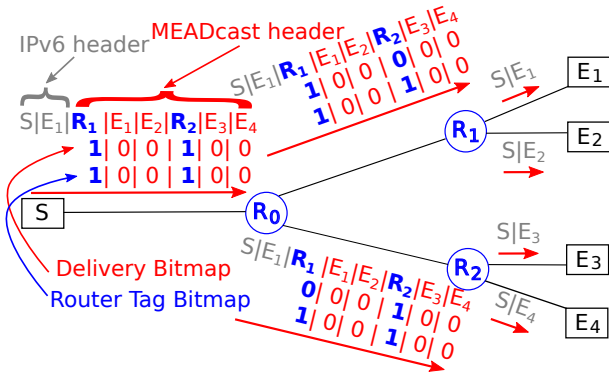 MEADcast header
IPv6 header
S|E1|R1|E1|E2|R2|E3|E4
1| 0| 0| 1| 0| 0
1| 0| 0| 1| 0| 0
S|E1|R1|E1|E2|R2|E3|E4
1| 0| 0| 0| 0| 0
1| 0| 0| 1| 0| 0
S|E1
E1
R1
E2
S|E2
S
R0
S|E1|R1|E1|E2|R2|E3|E4
0| 0| 0| 1| 0| 0
1| 0| 0| 1| 0| 0
S|E3
R2
E3
S|E4
E4
Delivery Bitmap
Router Tag Bitmap